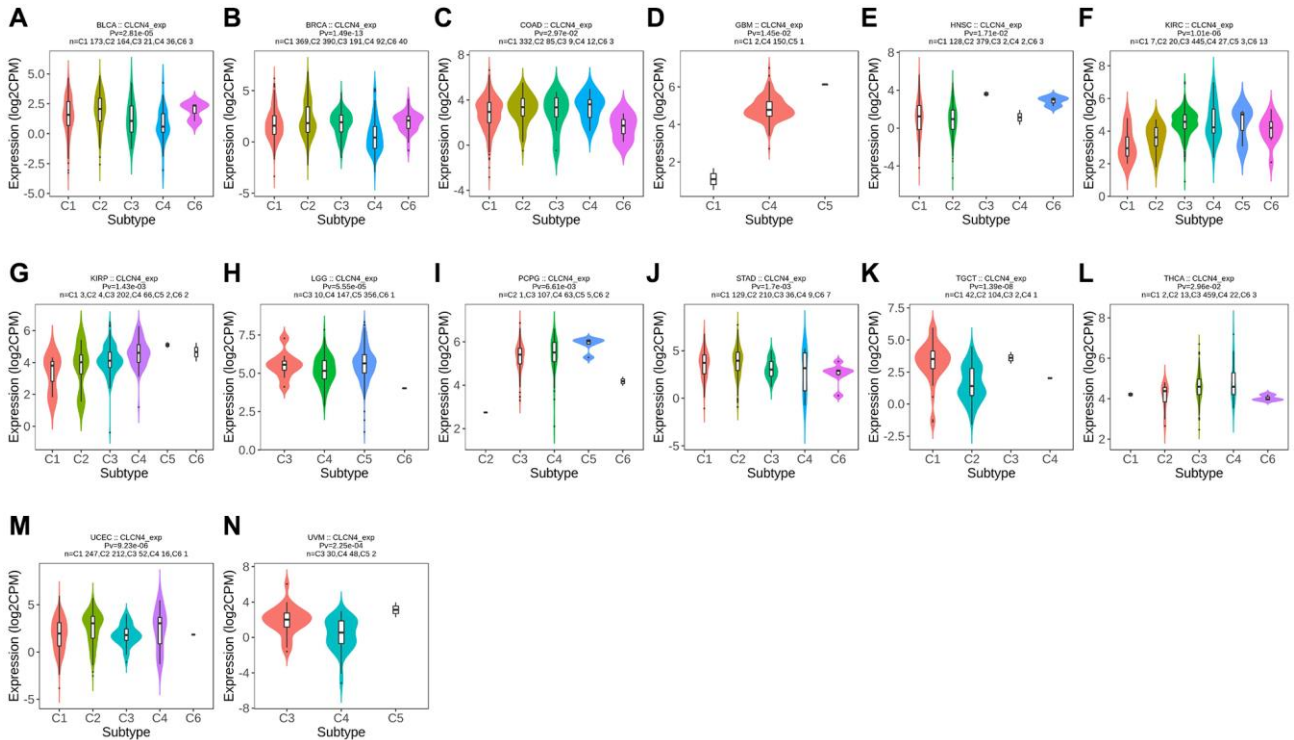 A
BLCA :: CLCN4_exp
Pv=2.81e-05
n=C1 173,C2 164,C3 21,C4 36,C6 3
Expression (log2CPM)
5.0
2.5
0.0
-2.5
-5.0
C1 C2 C3 C4 C6
Subtype
B
BRCA :: CLCN4_exp
Pv=1.49e-13
n=C1 369,C2 390,C3 191,C4 92,C6 40
Expression (log2CPM)
5.0
2.5
0.0
-2.5
-5.0
C1 C2 C3 C4 C6
Subtype
C
COAD :: CLCN4_exp
Pv=2.97e-02
n=C1 332,C2 85,C3 9,C4 12,C6 3
Expression (log2CPM)
8
4
0
-4
C1 C2 C3 C4 C6
Subtype
D
GBM :: CLCN4_exp
Pv=1.45e-02
n=C1 2,C4 150,C5 1
Expression (log2CPM)
6
4
2
C1 C4 C5
Subtype
E
HNSC :: CLCN4_exp
Pv=1.71e-02
n=C1 128,C2 379,C3 2,C4 2,C6 3
Expression (log2CPM)
8
4
0
-4
C1 C2 C3 C4 C6
Subtype
F
KIRC :: CLCN4_exp
Pv=1.01e-06
n=C1 7,C2 20,C3 445,C4 27,C5 3,C6 13
Expression (log2CPM)
8
6
4
2
0
C1 C2 C3 C4 C5 C6
Subtype
G
KIRP :: CLCN4_exp
Pv=1.43e-03
n=C1 3,C2 4,C3 202,C4 66,C5 2,C6 2
Expression (log2CPM)
6
4
2
0
C1 C2 C3 C4 C5 C6
Subtype
H
LGG :: CLCN4_exp
Pv=5.55e-05
n=C3 10,C4 147,C5 356,C6 1
Expression (log2CPM)
7.5
5.0
2.5
0.0
C3 C4 C5 C6
Subtype
I
PCPG :: CLCN4_exp
Pv=6.61e-03
n=C2 1,C3 107,C4 63,C5 5,C6 2
Expression (log2CPM)
6
4
2
C2 C3 C4 C5 C6
Subtype
J
STAD :: CLCN4_exp
Pv=1.7e-03
n=C1 129,C2 210,C3 36,C4 9,C6 7
Expression (log2CPM)
5
0
-5
C1 C2 C3 C4 C6
Subtype
K
TGCT :: CLCN4_exp
Pv=1.39e-08
n=C1 42,C2 104,C3 2,C4 1
Expression (log2CPM)
7.5
5.0
2.5
0.0
-2.5
C1 C2 C3 C4
Subtype
L
THCA :: CLCN4_exp
Pv=2.96e-02
n=C1 2,C2 13,C3 459,C4 22,C6 3
Expression (log2CPM)
8
6
4
2
C1 C2 C3 C4 C6
Subtype
M
UCEC :: CLCN4_exp
Pv=9.23e-06
n=C1 247,C2 212,C3 52,C4 16,C6 1
Expression (log2CPM)
5
0
-5
C1 C2 C3 C4 C6
Subtype
N
UVM :: CLCN4_exp
Pv=2.25e-04
n=C3 30,C4 48,C5 2
Expression (log2CPM)
8
4
0
-4
-8
C3 C4 C5
Subtype